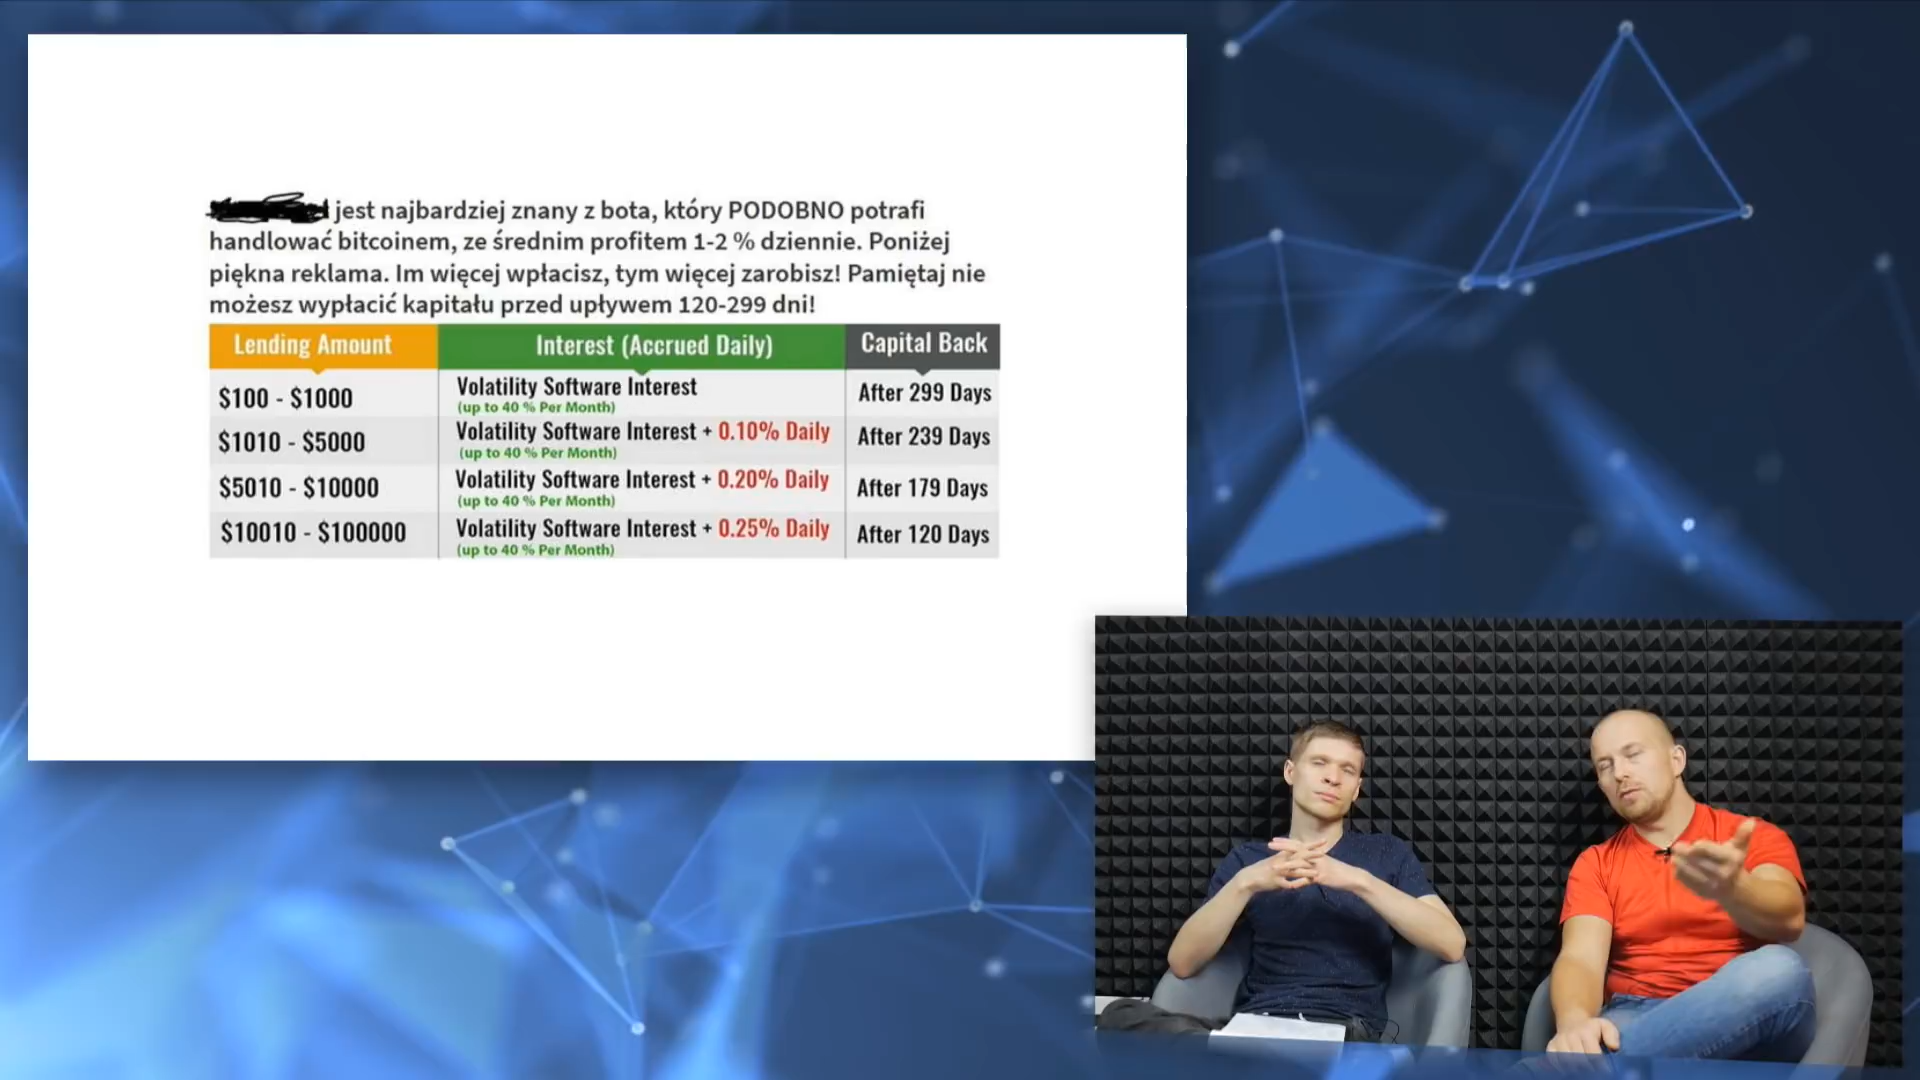 jest najbardziej znany z bota, który PODOBNO potrafi
handlować bitcoinem, ze średnim profitem 1-2 % dziennie. Poniżej
piękna reklama. Im więcej wpłacisz, tym więcej zarobisz! Pamiętaj nie
możesz wypłacić kapitału przed upływem 120-299 dni!
Lending Amount Interest (Accrued Daily) Capital Back
$100 - $1000 Volatility Software Interest After 299 Days
(up to 40 % Per Month)
$1010 - $5000 Volatility Software Interest + 0.10% Daily After 239 Days
(up to 40 % Per Month)
$5010 - $10000 Volatility Software Interest + 0.20% Daily After 179 Days
(up to 40 % Per Month)
$10010 - $100000 Volatility Software Interest + 0.25% Daily After 120 Days
(up to 40 % Per Month)